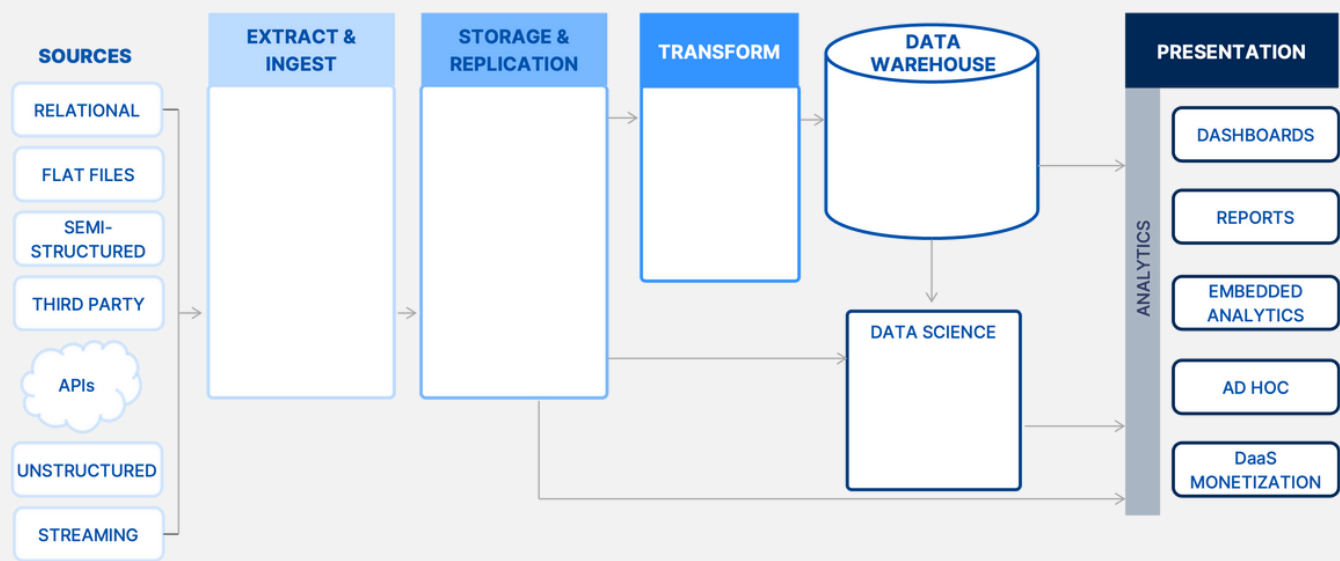 SOURCES
RELATIONAL
FLAT FILES
SEMI-
STRUCTURED
THIRD PARTY
APIs
UNSTRUCTURED
STREAMING
EXTRACT &
INGEST
STORAGE &
REPLICATION
TRANSFORM
DATA
WAREHOUSE
DATA SCIENCE
PRESENTATION
ANALYTICS
DASHBOARDS
REPORTS
EMBEDDED
ANALYTICS
AD HOC
DaaS
MONETIZATION